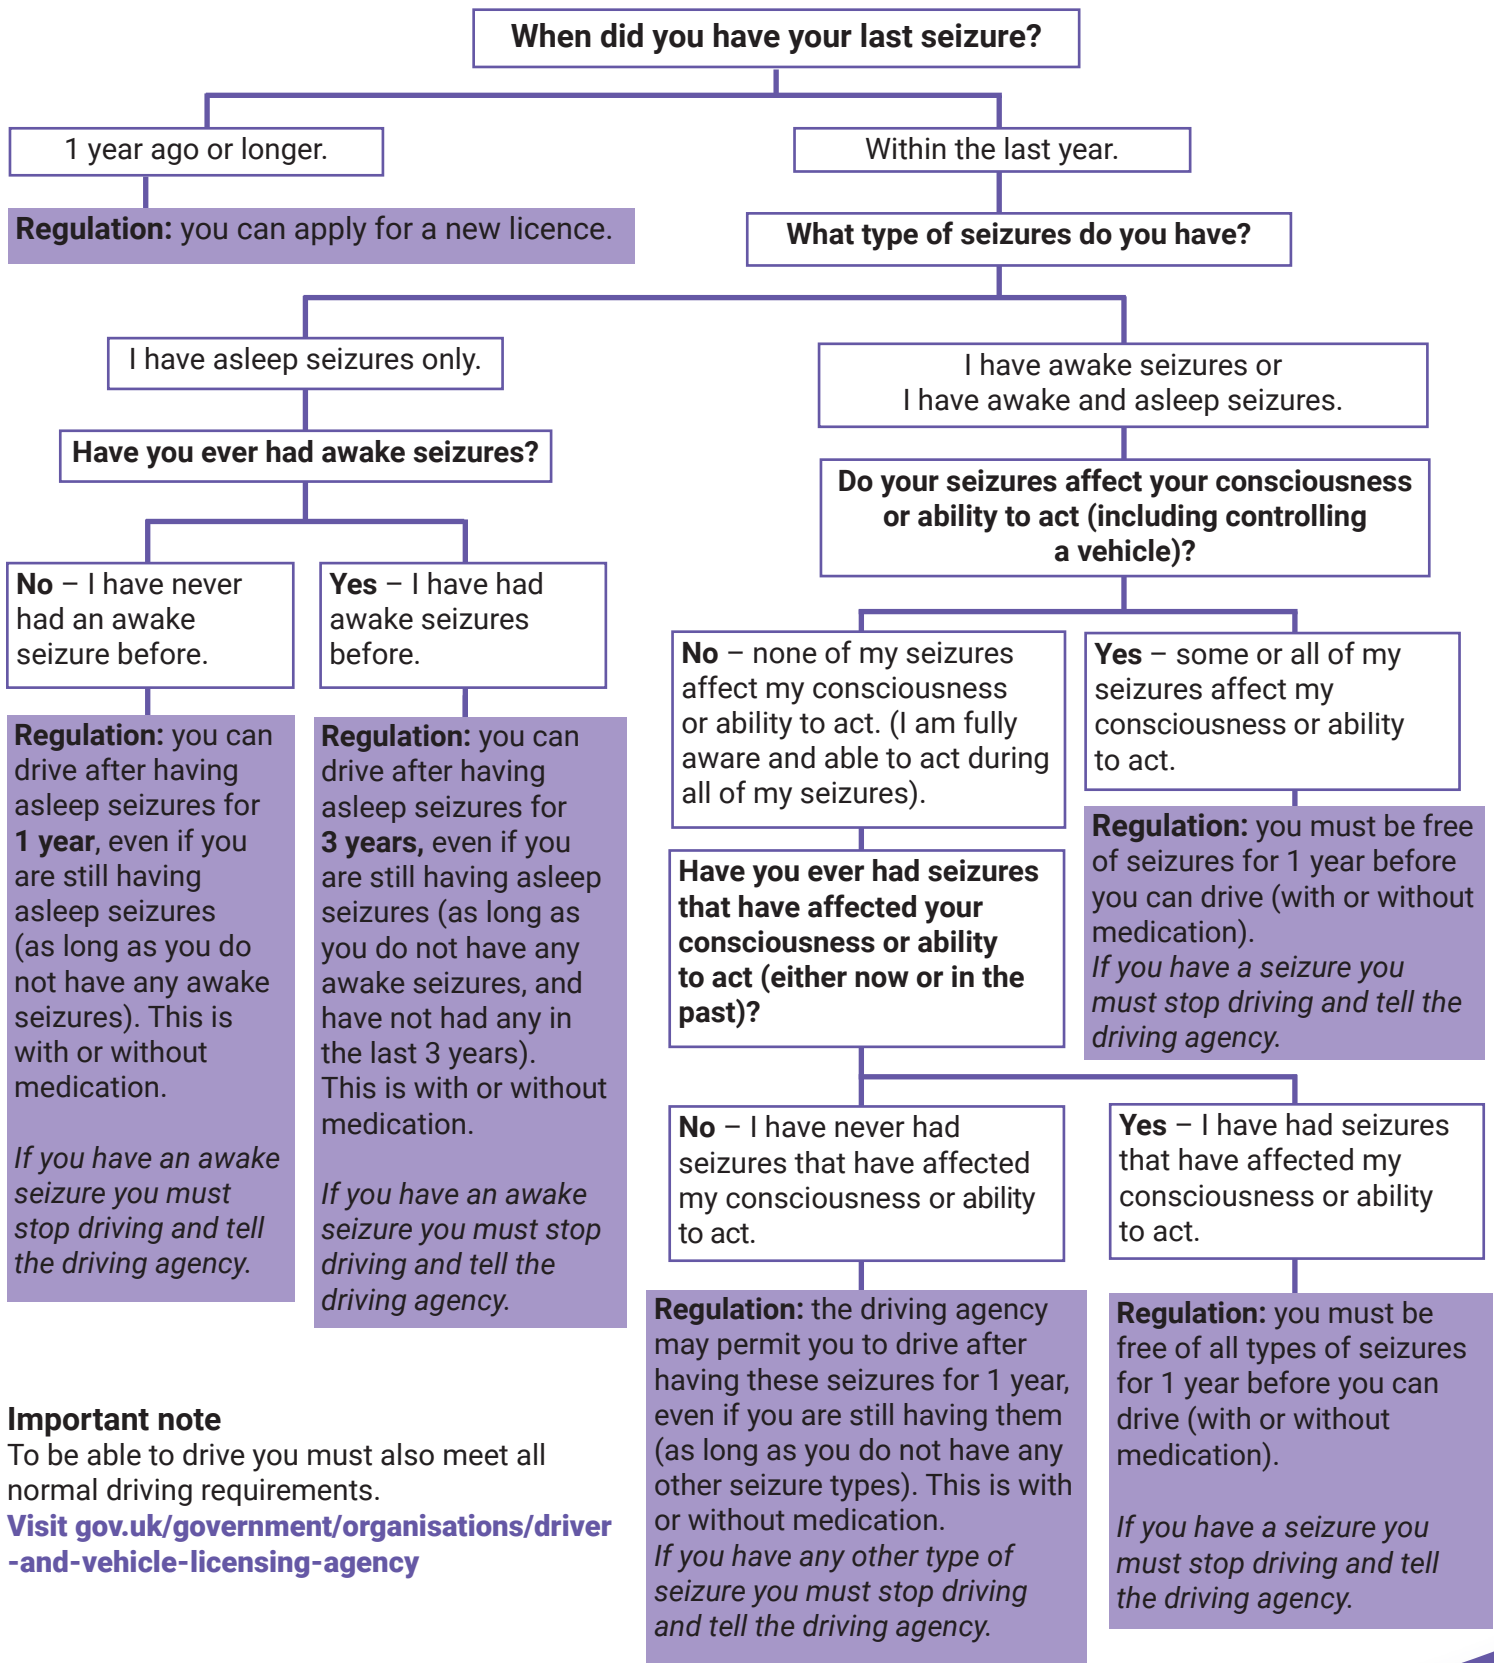 When did you have your last seizure?
1 year ago or longer.
Regulation: you can apply for a new licence.
Within the last year.
What type of seizures do you have?
I have asleep seizures only.
Have you ever had awake seizures?
No – I have never
had an awake
seizure before.
Regulation: you can
drive after having
asleep seizures for
1 year, even if you
are still having
asleep seizures
(as long as you do
not have any awake
seizures). This is
with or without
medication.
If you have an awake
seizure you must
stop driving and tell
the driving agency.
Yes – I have had
awake seizures
before.
Regulation: you can
drive after having
asleep seizures for
3 years, even if you
are still having asleep
seizures (as long as
you do not have any
awake seizures, and
have not had any in
the last 3 years).
This is with or without
medication.
If you have an awake
seizure you must stop
driving and tell the
driving agency.
I have awake seizures or
I have awake and asleep seizures.
Do your seizures affect your consciousness
or ability to act (including controlling
a vehicle)?
No – none of my seizures
affect my consciousness
or ability to act. (I am fully
aware and able to act during
all of my seizures).
Have you ever had seizures
that have affected your
consciousness or ability
to act (either now or in the
past)?
No – I have never had
seizures that have affected
my consciousness or ability
to act.
Regulation: the driving agency
may permit you to drive after
having these seizures for 1 year,
even if you are still having them
(as long as you do not have any
other seizure types). This is with
or without medication.
If you have any other type of
seizure you must stop driving
and tell the driving agency.
Yes – I have had seizures
that have affected my
consciousness or ability
to act.
Regulation: you must be
free of all types of seizures
for 1 year before you can
drive (with or without
medication).
If you have a seizure you
must stop driving and tell
the driving agency.
Yes – some or all of my
seizures affect my
consciousness or ability
to act.
Regulation: you must be free
of seizures for 1 year before
you can drive (with or without
medication).
If you have a seizure you
must stop driving and tell the
driving agency.
Important note
To be able to drive you must also meet all
normal driving requirements.
Visit gov.uk/government/organisations/driver
-and-vehicle-licensing-agency